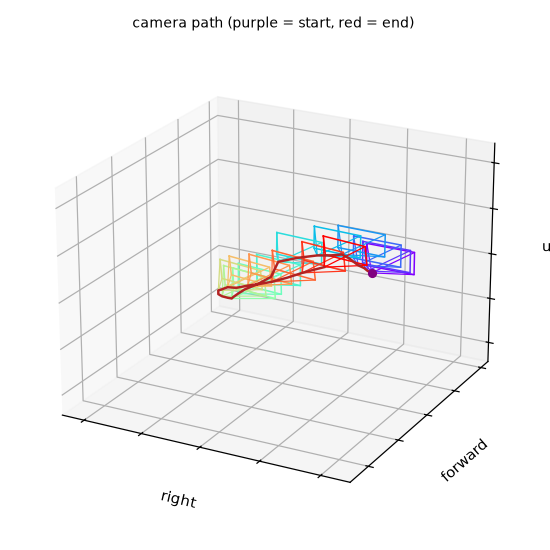 camera path (purple = start, red = end)
u
forward
right